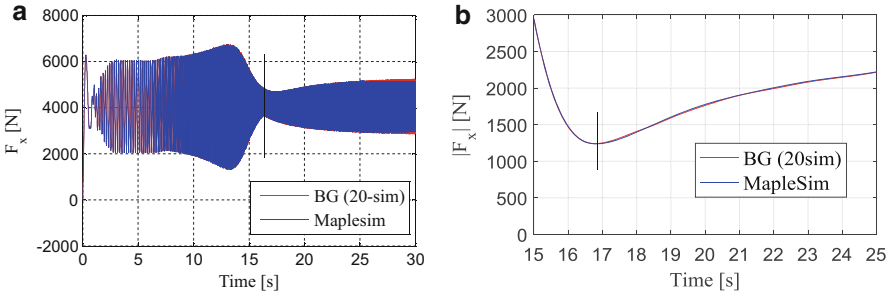 a
8000
6000
4000
2000
0
-2000
F_x [N]
0 5 10 15 20 25 30
Time [s]
BG (20-sim)
Maplesim
b
3000
2500
2000
1500
1000
500
0
|F_x| [N]
15 16 17 18 19 20 21 22 23 24 25
Time [s]
BG (20sim)
MapleSim